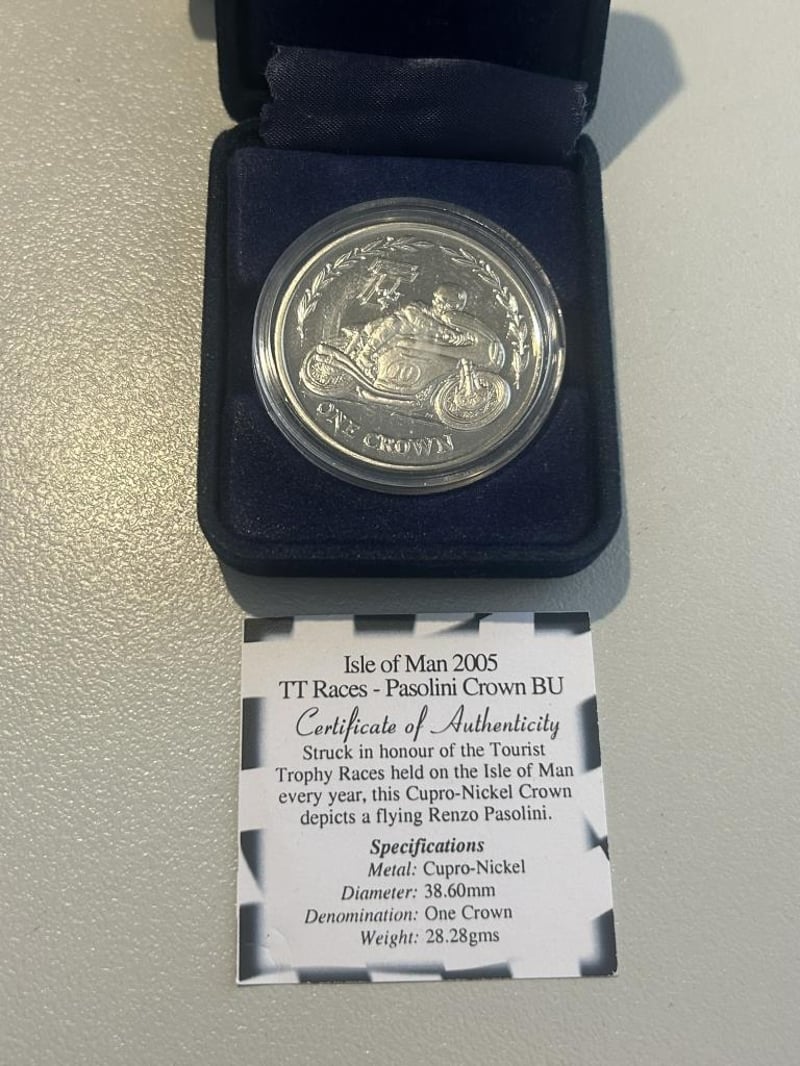 ONE CROWN
Isle of Man 2005
TT Races - Pasolini Crown BU
Certificate of Authenticity
Struck in honour of the Tourist
Trophy Races held on the Isle of Man
every year, this Cupro-Nickel Crown
depicts a flying Renzo Pasolini.
Specifications
Metal: Cupro-Nickel
Diameter: 38.60mm
Denomination: One Crown
Weight: 28.28gms